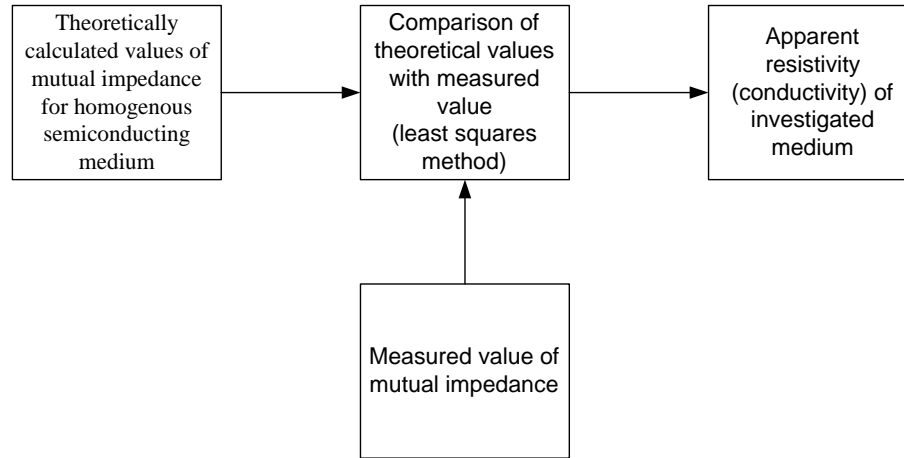 Theoretically
calculated values of
mutual impedance
for homogenous
semiconducting
medium
Comparison of
theoretical values
with measured
value
(least squares
method)
Apparent
resistivity
(conductivity) of
investigated
medium
Measured value of
mutual impedance